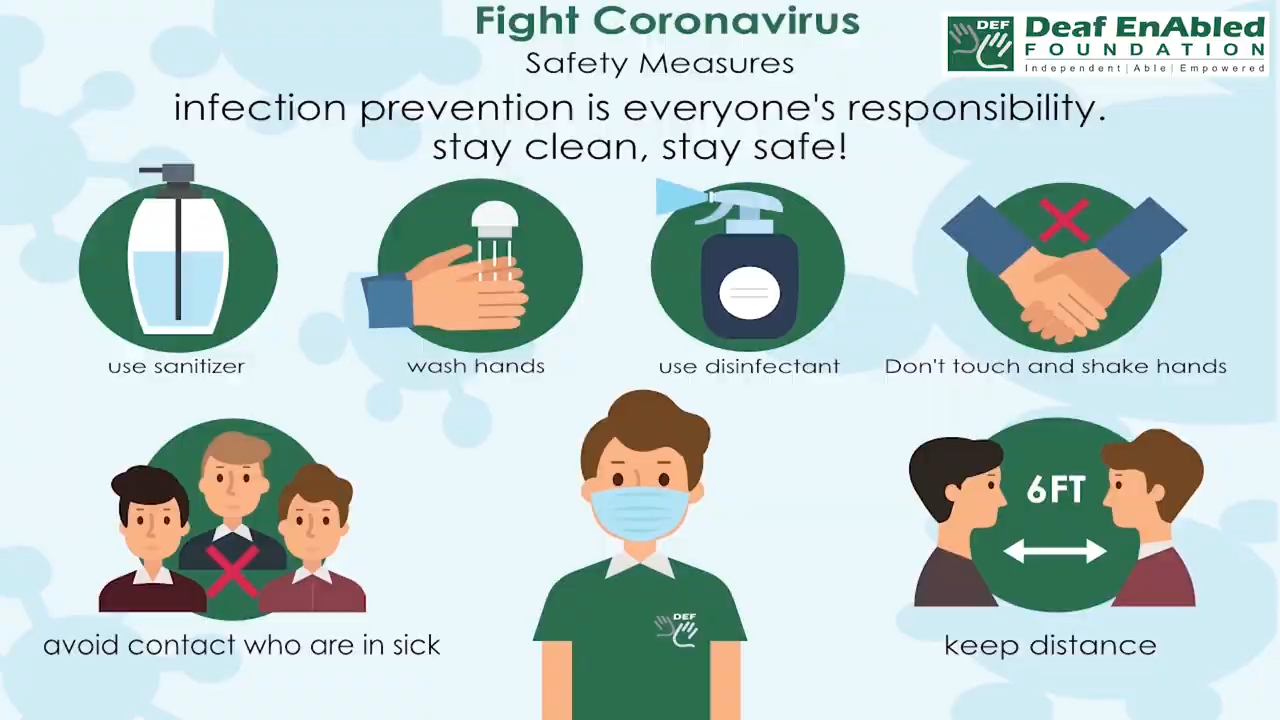 Fight Coronavirus
Safety Measures
DEF
Deaf EnAbled
FOUNDATION
Independent | Able | Empowered
infection prevention is everyone's responsibility.
stay clean, stay safe!
use sanitizer
wash hands
use disinfectant
Don't touch and shake hands
6FT
DEF
avoid contact who are in sick
keep distance